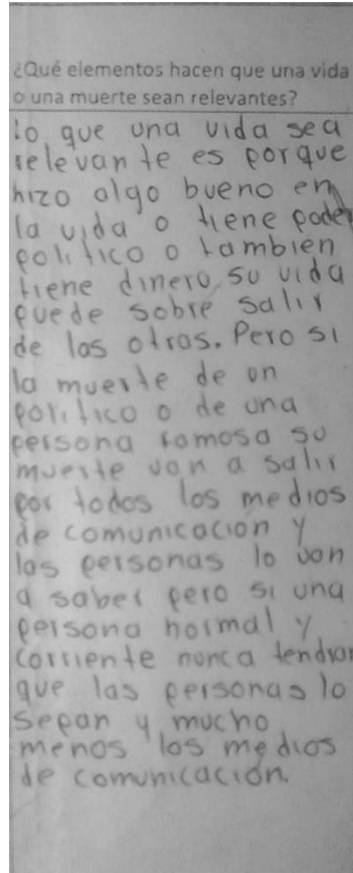 ¿Qué elementos hacen que una vida
o una muerte sean relevantes?
lo que una vida sea
relevante es porque
hizo algo bueno en
la vida o tiene poder
politico o tambien
tiene dinero su vida
puede sobre salir
de las otras. Pero si
la muerte de un
politico o de una
persona famosa su
muerte van a salir
por todos los medios
de comunicacion y
las personas lo van
a saber pero si una
persona normal y
corriente nunca tendran
que las personas lo
sepan y mucho
menos los medios
de comunicación.